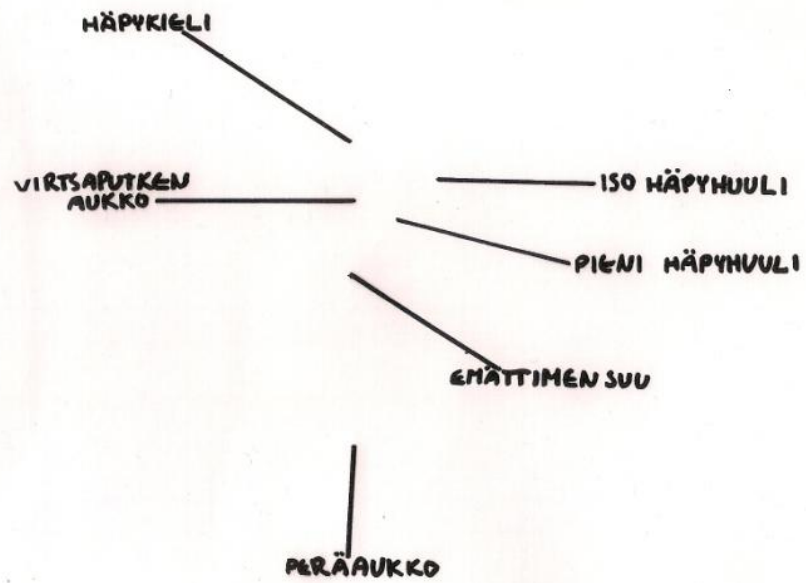 HÄPYKIELI
VIRTSAPUTKEN
AUKKO
ISO HÄPYHUULI
PIENI HÄPYHUULI
EMÄTTIMEN SUU
PERÄAUKKO